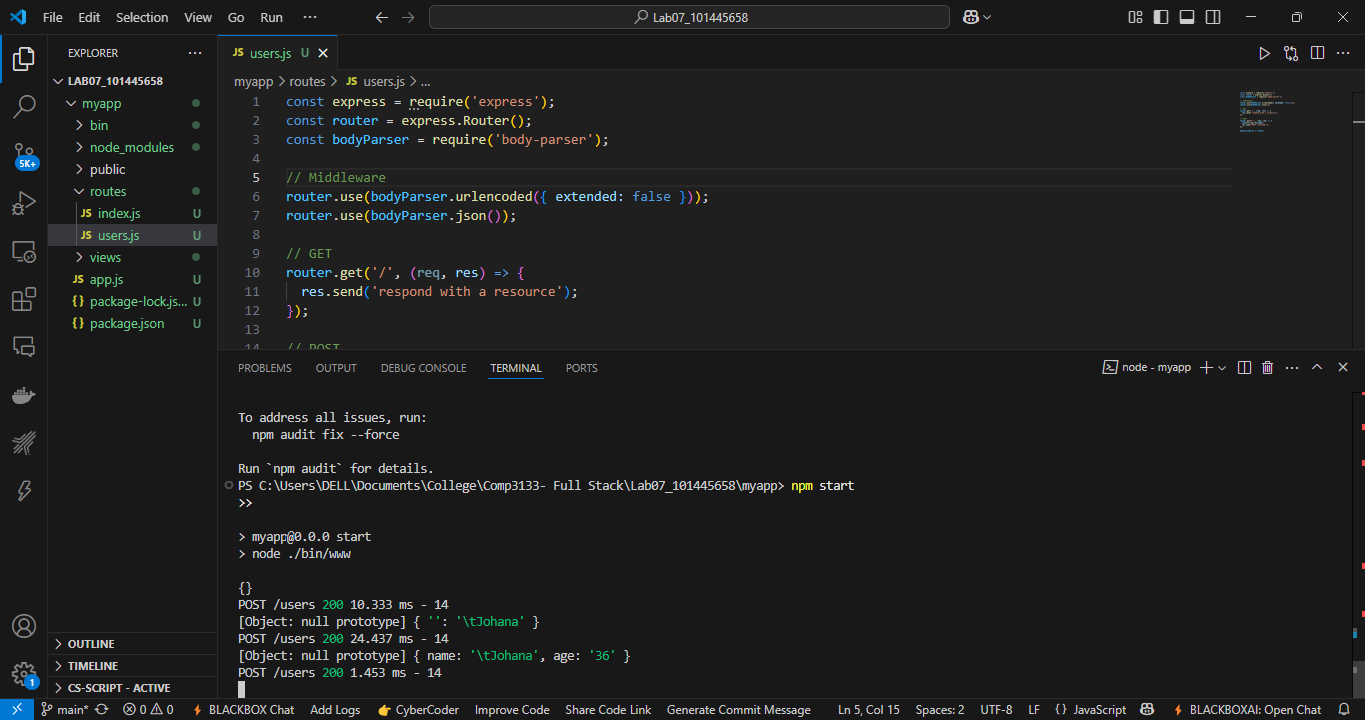 File Edit Selection View Go Run ···
Lab07_101445658
EXPLORER ···
LAB07_101445658
myapp
bin
node_modules
public
routes
JS index.js U
JS users.js U
views
JS app.js U
{} package-lock.js... U
{} package.json U
OUTLINE
TIMELINE
CS-SCRIPT - ACTIVE
5K+
1
JS users.js U
myapp > routes > JS users.js > ...
1 const express = require('express');
2 const router = express.Router();
3 const bodyParser = require('body-parser');
4
5 // Middleware
6 router.use(bodyParser.urlencoded({ extended: false }));
7 router.use(bodyParser.json());
8
9 // GET
10 router.get('/', (req, res) => {
11 res.send('respond with a resource');
12 });
13
14 // POST
PROBLEMS OUTPUT DEBUG CONSOLE TERMINAL PORTS
node - myapp
To address all issues, run:
npm audit fix --force
Run `npm audit` for details.
PS C:\Users\DELL\Documents\College\Comp3133- Full Stack\Lab07_101445658\myapp> npm start
>>
> myapp@0.0.0 start
> node ./bin/www
{}
POST /users 200 10.333 ms - 14
[Object: null prototype] { '': '\tJohana' }
POST /users 200 24.437 ms - 14
[Object: null prototype] { name: '\tJohana', age: '36' }
POST /users 200 1.453 ms - 14
main* 0 0 BLACKBOX Chat Add Logs CyberCoder Improve Code Share Code Link Generate Commit Message Ln 5, Col 15 Spaces: 2 UTF-8 LF {} JavaScript BLACKBOXAI: Open Chat